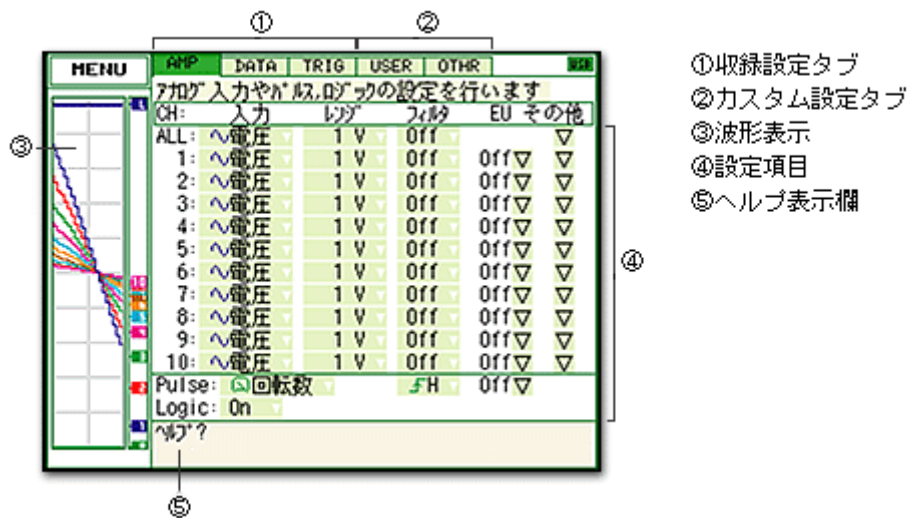 ① ②
MENU AMP DATA TRIG USER OTHR USB
ｱﾅﾛｸﾞ入力やﾊﾟﾙｽ,ﾛｼﾞｯｸの設定を行います
CH: 入力 ﾚﾝｼﾞ ﾌｨﾙﾀ EU その他
ALL: 電圧 1 V Off
1: 電圧 1 V Off Off
2: 電圧 1 V Off Off
3: 電圧 1 V Off Off
4: 電圧 1 V Off Off
5: 電圧 1 V Off Off
6: 電圧 1 V Off Off
7: 電圧 1 V Off Off
8: 電圧 1 V Off Off
9: 電圧 1 V Off Off
10: 電圧 1 V Off Off
Pulse: 回転数 H Off
Logic: On
ﾍﾙﾌﾟ?
③
④
⑤
①収録設定タブ
②カスタム設定タブ
③波形表示
④設定項目
⑤ヘルプ表示欄